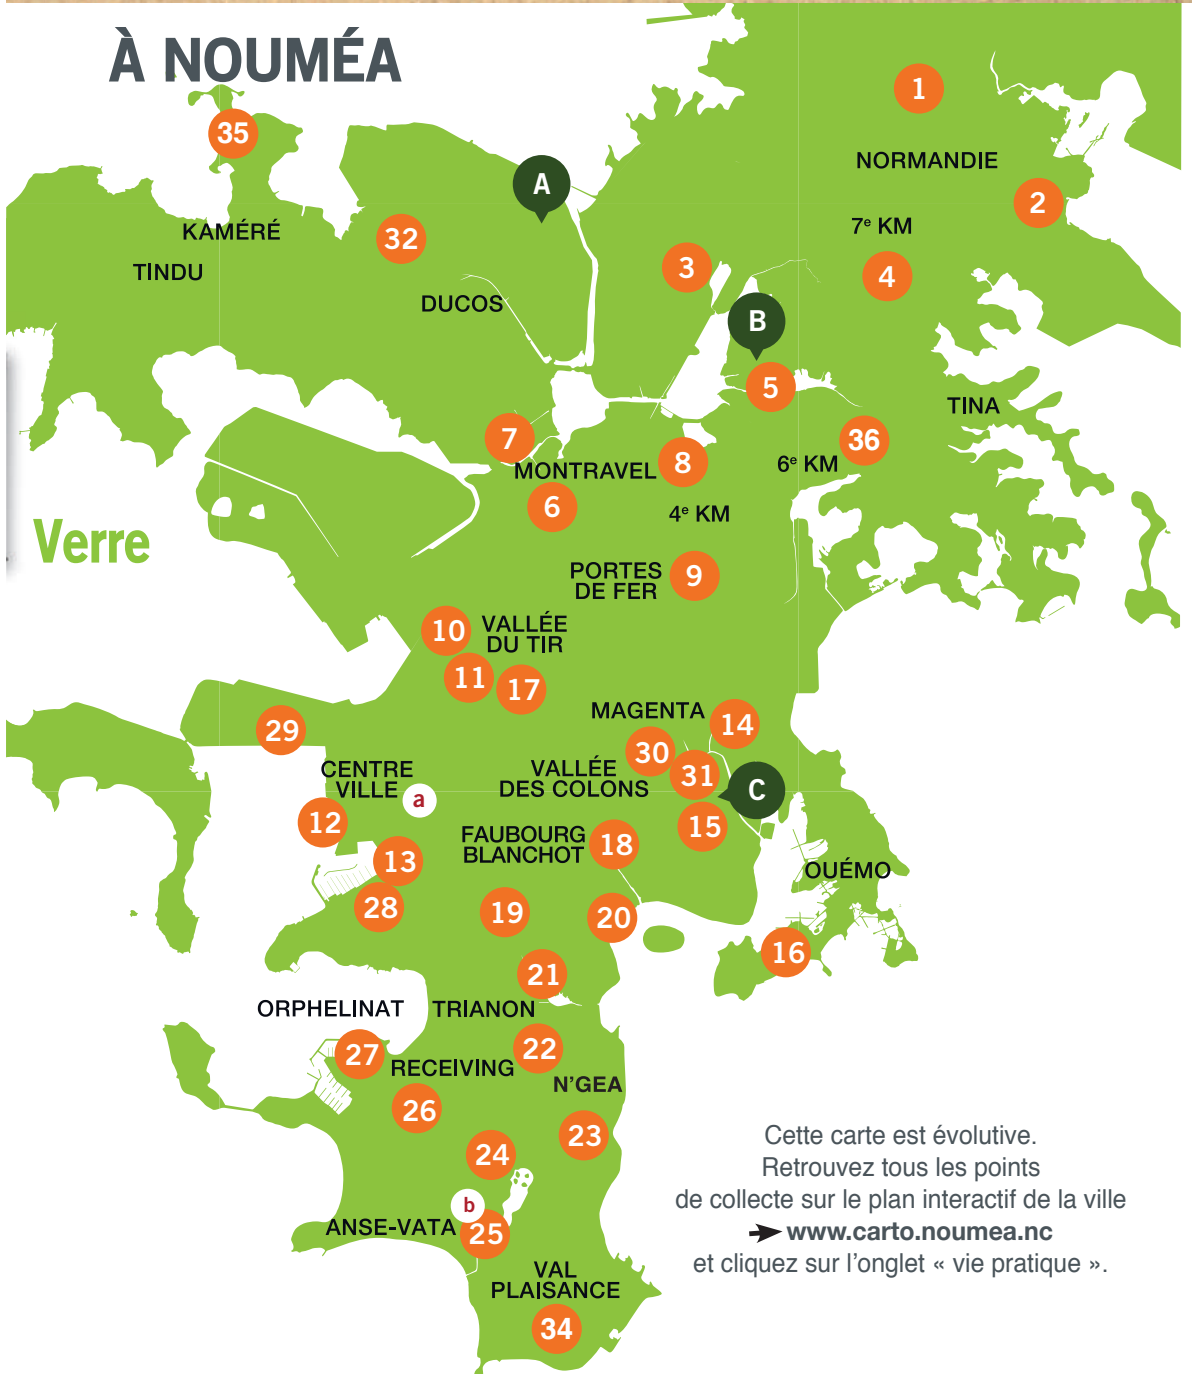 À NOUMÉA
1
35
NORMANDIE
A
2
7e KM
KAMÉRÉ
32
3
4
TINDU
DUCOS
B
5
TINA
7
36
MONTRAVEL
8
6e KM
6
4e KM
Verre
PORTES
DE FER
9
10
VALLÉE
DU TIR
11
17
MAGENTA
14
29
30
CENTRE
VILLE
VALLÉE
DES COLONS
31
a
C
12
FAUBOURG
BLANCHOT
18
15
13
OUÉMO
28
19
20
16
21
ORPHELINAT
TRIANON
27
22
RECEIVING
N'GEA
26
23
24
b
ANSE-VATA
25
VAL
PLAISANCE
34
Cette carte est évolutive.
Retrouvez tous les points
de collecte sur le plan interactif de la ville
➔ www.carto.noumea.nc
et cliquez sur l'onglet « vie pratique ».